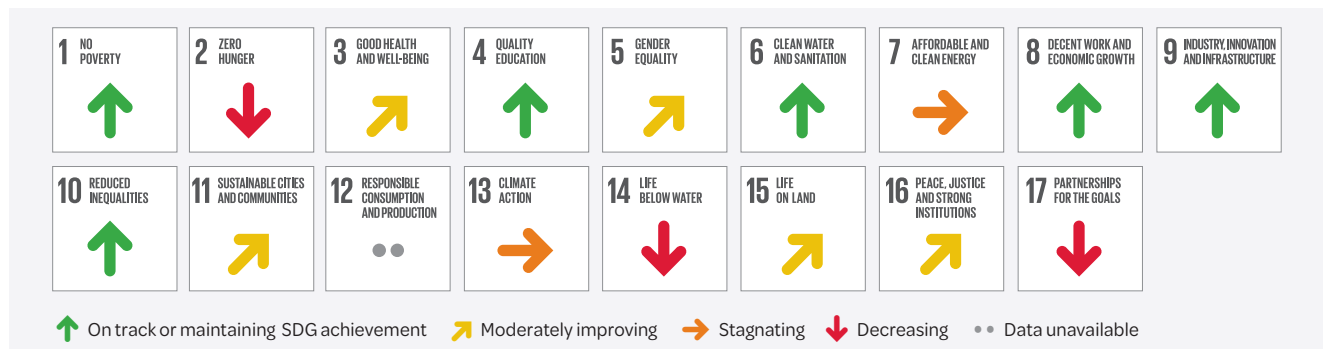 1 NO
POVERTY
2 ZERO
HUNGER
3 GOOD HEALTH
AND WELL-BEING
4 QUALITY
EDUCATION
5 GENDER
EQUALITY
6 CLEAN WATER
AND SANITATION
7 AFFORDABLE AND
CLEAN ENERGY
8 DECENT WORK AND
ECONOMIC GROWTH
9 INDUSTRY, INNOVATION
AND INFRASTRUCTURE
10 REDUCED
INEQUALITIES
11 SUSTAINABLE CITIES
AND COMMUNITIES
12 RESPONSIBLE
CONSUMPTION
AND PRODUCTION
13 CLIMATE
ACTION
14 LIFE
BELOW WATER
15 LIFE
ON LAND
16 PEACE, JUSTICE
AND STRONG
INSTITUTIONS
17 PARTNERSHIPS
FOR THE GOALS
On track or maintaining SDG achievement Moderately improving Stagnating Decreasing Data unavailable